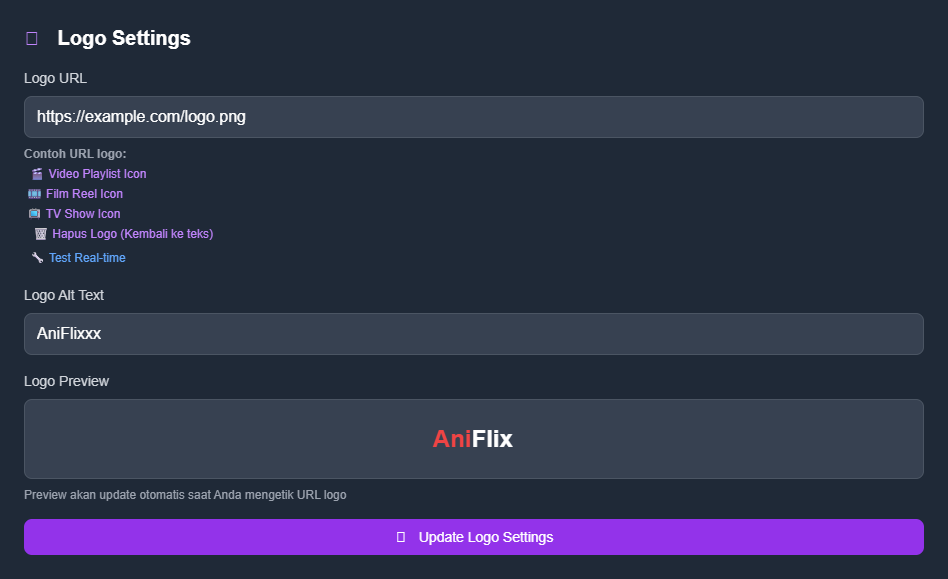 Logo Settings
Logo URL
https://example.com/logo.png
Contoh URL logo:
Video Playlist Icon
Film Reel Icon
TV Show Icon
Hapus Logo (Kembali ke teks)
Test Real-time
Logo Alt Text
AniFlixxx
Logo Preview
AniFlix
Preview akan update otomatis saat Anda mengetik URL logo
Update Logo Settings